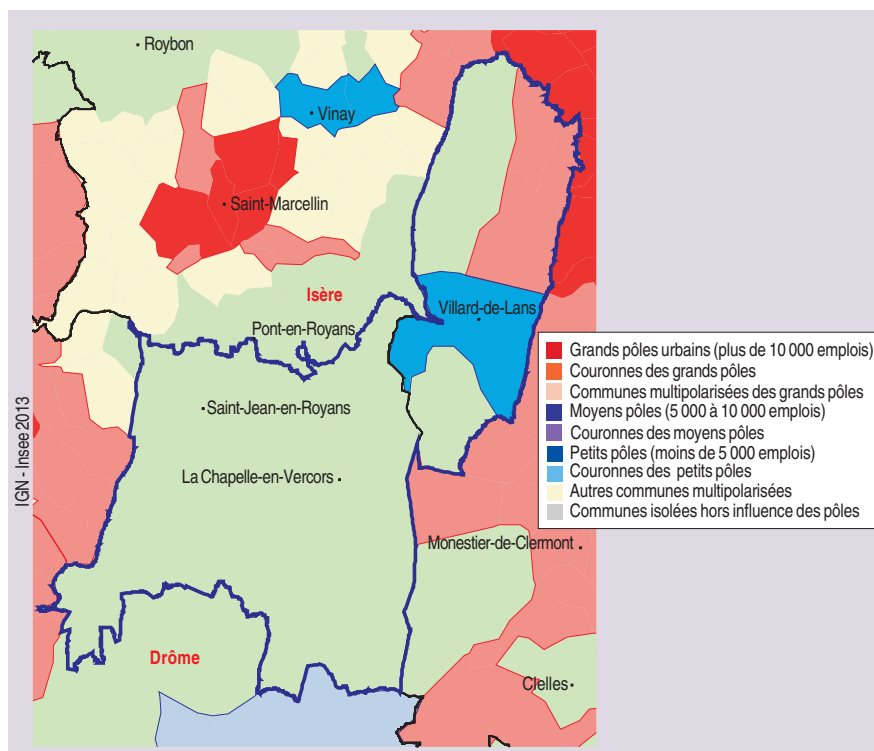 Roybon
Vinay
Saint-Marcellin
Isère
Villard-de-Lans
Pont-en-Royans
Saint-Jean-en-Royans
La Chapelle-en-Vercors
Monestier-de-Clermont
Drôme
Clelles
IGN - Insee 2013
Grands pôles urbains (plus de 10 000 emplois)
Couronnes des grands pôles
Communes multipolarisées des grands pôles
Moyens pôles (5 000 à 10 000 emplois)
Couronnes des moyens pôles
Petits pôles (moins de 5 000 emplois)
Couronnes des petits pôles
Autres communes multipolarisées
Communes isolées hors influence des pôles